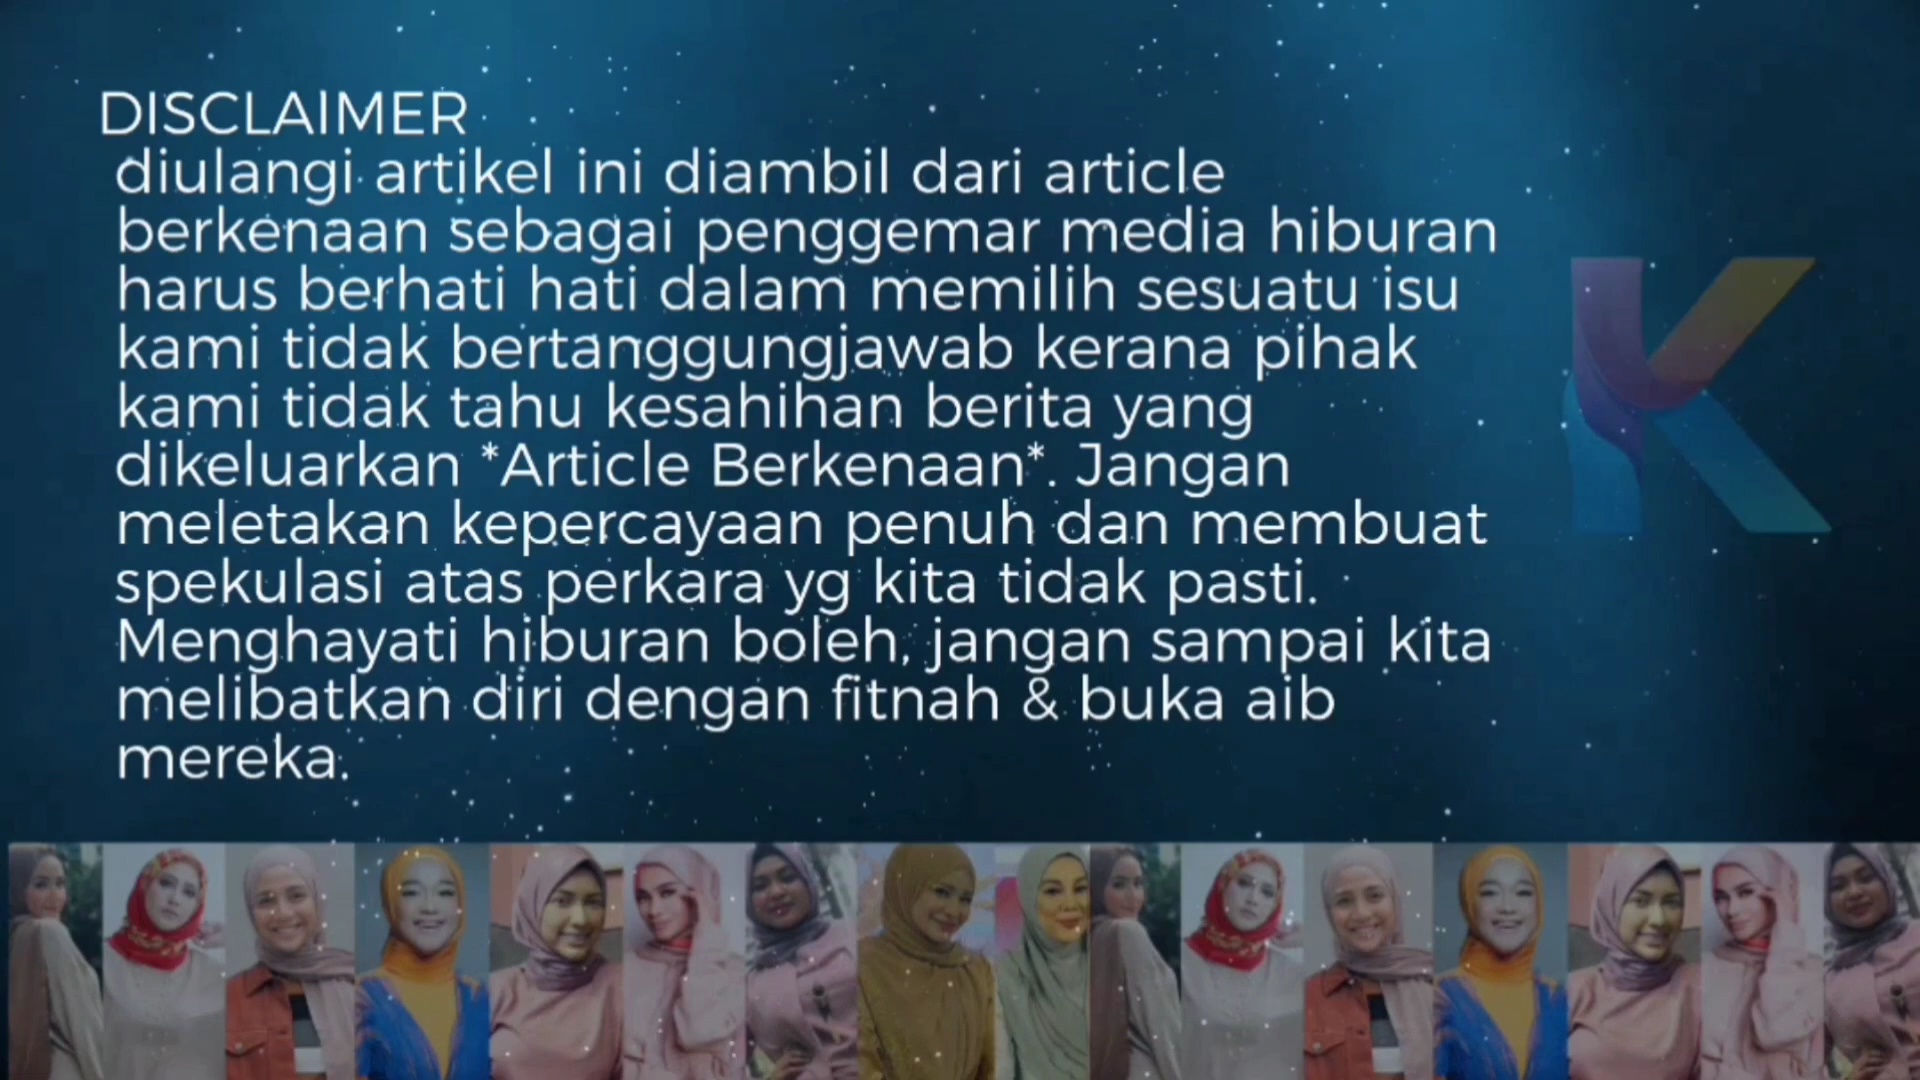 DISCLAIMER
diulangi artikel ini diambil dari article
berkenaan sebagai penggemar media hiburan
harus berhati hati dalam memilih sesuatu isu
kami tidak bertanggungjawab kerana pihak
kami tidak tahu kesahihan berita yang
dikeluarkan *Article Berkenaan*. Jangan
meletakan kepercayaan penuh dan membuat
spekulasi atas perkara yg kita tidak pasti.
Menghayati hiburan boleh, jangan sampai kita
melibatkan diri dengan fitnah & buka aib
mereka.
K